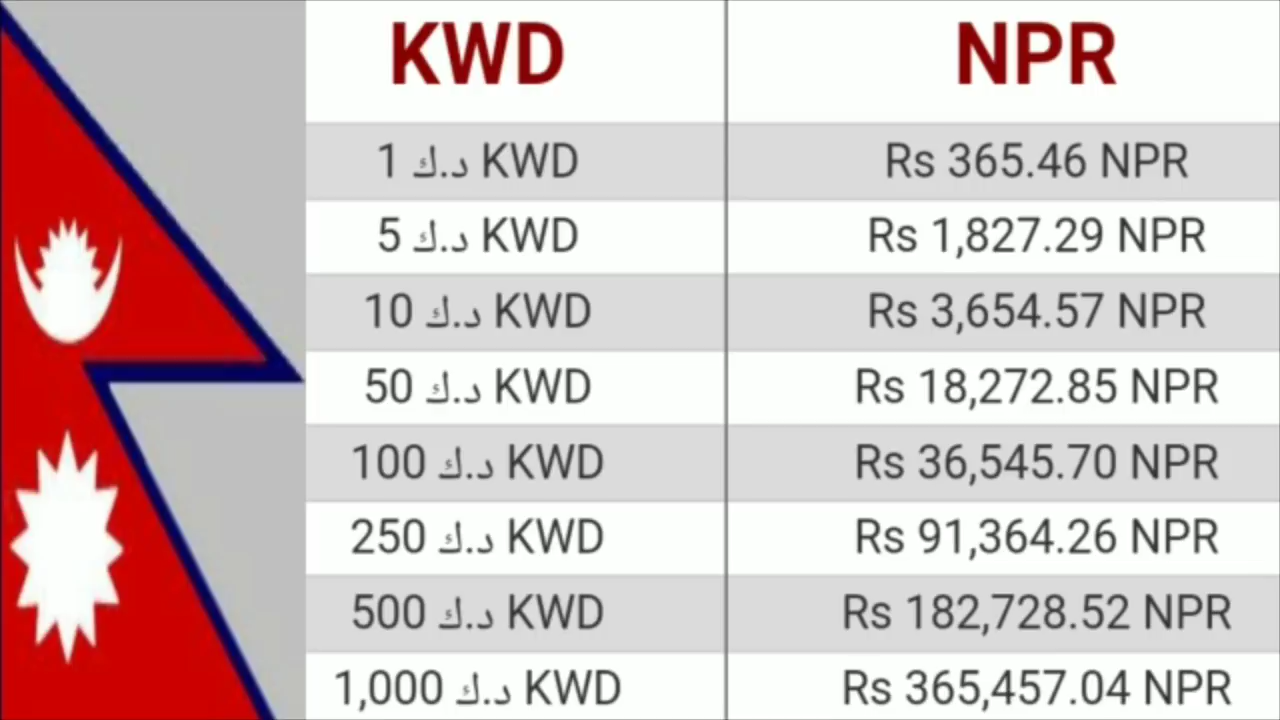 KWD NPR
1 د.ك KWD Rs 365.46 NPR
5 د.ك KWD Rs 1,827.29 NPR
10 د.ك KWD Rs 3,654.57 NPR
50 د.ك KWD Rs 18,272.85 NPR
100 د.ك KWD Rs 36,545.70 NPR
250 د.ك KWD Rs 91,364.26 NPR
500 د.ك KWD Rs 182,728.52 NPR
1,000 د.ك KWD Rs 365,457.04 NPR